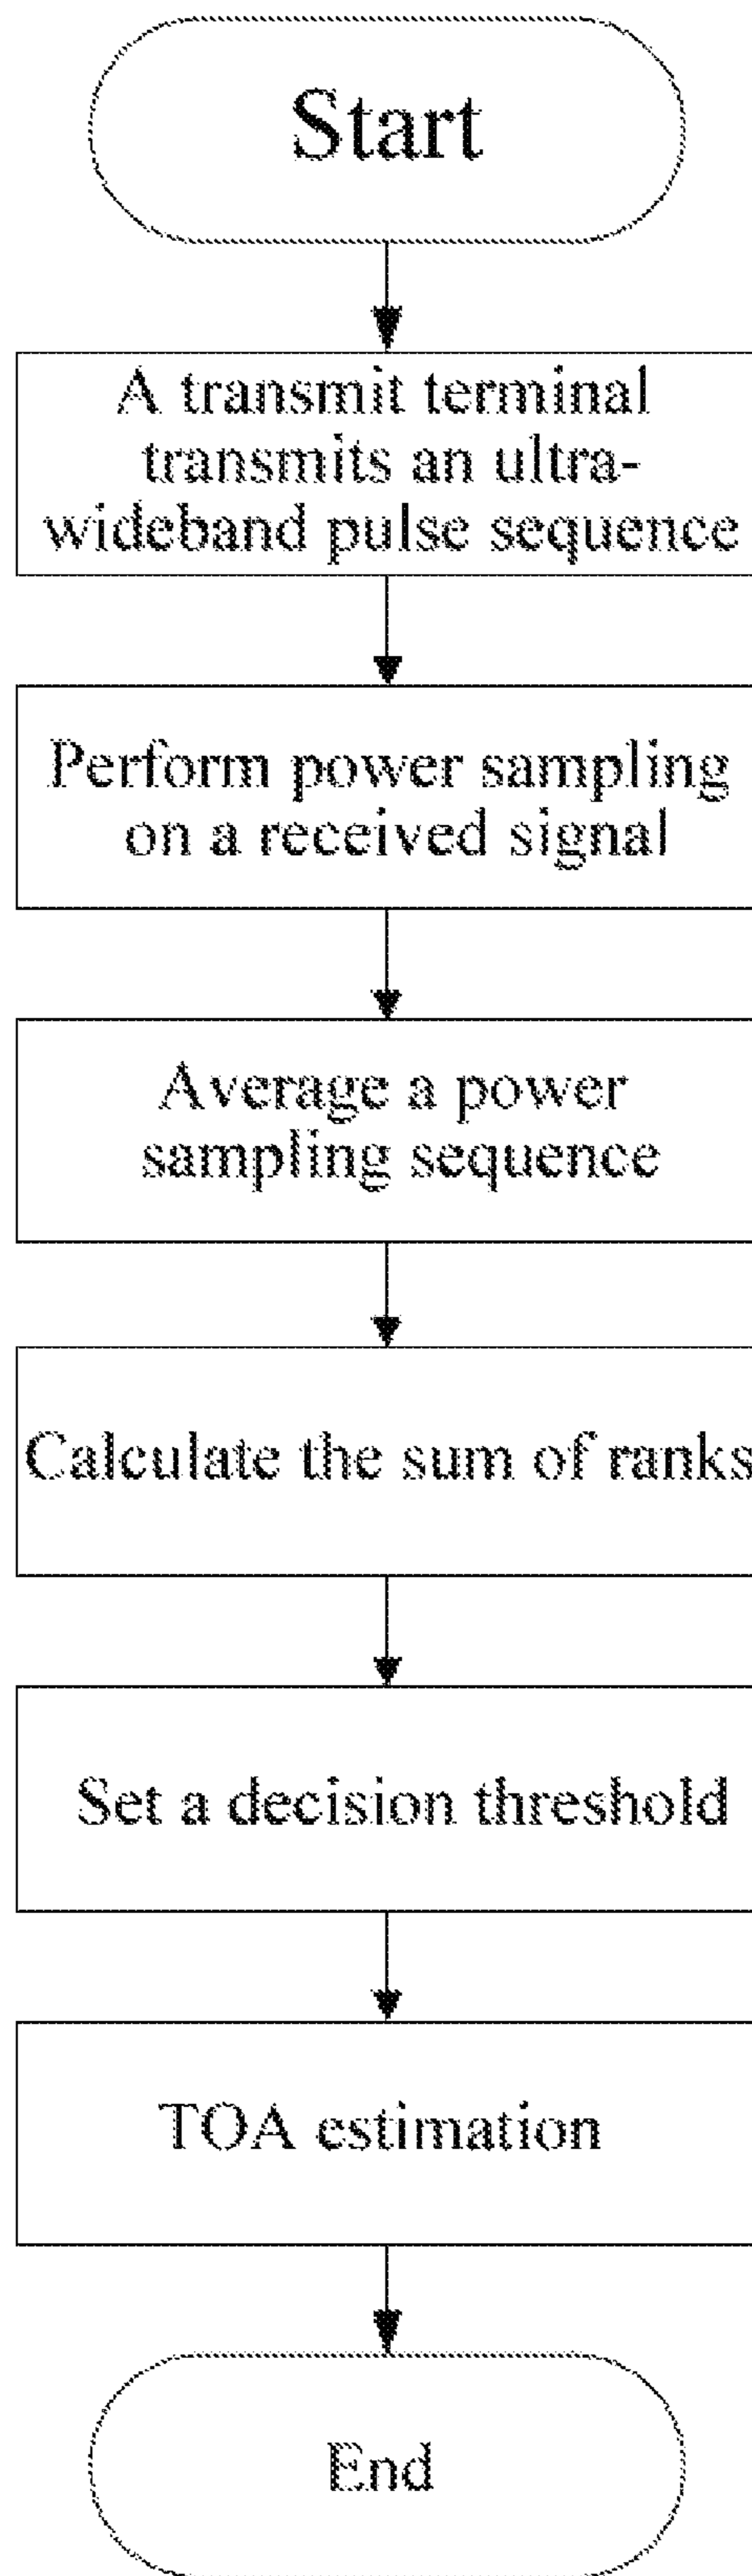 Start
A transmit terminal
transmits an ultra-
wideband pulse sequence
Perform power sampling
on a received signal
Average a power
sampling sequence
Calculate the sum of ranks
Set a decision threshold
TOA estimation
End